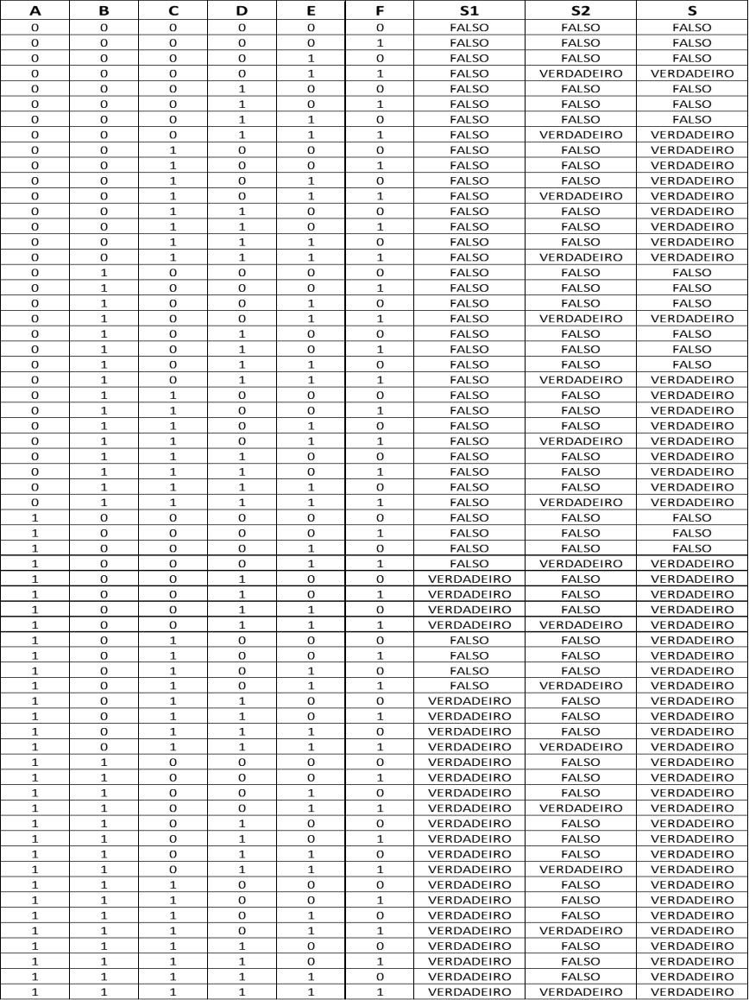 A B C D E F S1 S2 S
0 0 0 0 0 0 FALSO FALSO FALSO
0 0 0 0 0 1 FALSO FALSO FALSO
0 0 0 0 1 0 FALSO FALSO FALSO
0 0 0 0 1 1 FALSO VERDADEIRO VERDADEIRO
0 0 0 1 0 0 FALSO FALSO FALSO
0 0 0 1 0 1 FALSO FALSO FALSO
0 0 0 1 1 0 FALSO FALSO FALSO
0 0 0 1 1 1 FALSO VERDADEIRO VERDADEIRO
0 0 1 0 0 0 FALSO FALSO VERDADEIRO
0 0 1 0 0 1 FALSO FALSO VERDADEIRO
0 0 1 0 1 0 FALSO FALSO VERDADEIRO
0 0 1 0 1 1 FALSO VERDADEIRO VERDADEIRO
0 0 1 1 0 0 FALSO FALSO VERDADEIRO
0 0 1 1 0 1 FALSO FALSO VERDADEIRO
0 0 1 1 1 0 FALSO FALSO VERDADEIRO
0 0 1 1 1 1 FALSO VERDADEIRO VERDADEIRO
0 1 0 0 0 0 FALSO FALSO FALSO
0 1 0 0 0 1 FALSO FALSO FALSO
0 1 0 0 1 0 FALSO FALSO FALSO
0 1 0 0 1 1 FALSO VERDADEIRO VERDADEIRO
0 1 0 1 0 0 FALSO FALSO FALSO
0 1 0 1 0 1 FALSO FALSO FALSO
0 1 0 1 1 0 FALSO FALSO FALSO
0 1 0 1 1 1 FALSO VERDADEIRO VERDADEIRO
0 1 1 0 0 0 FALSO FALSO VERDADEIRO
0 1 1 0 0 1 FALSO FALSO VERDADEIRO
0 1 1 0 1 0 FALSO FALSO VERDADEIRO
0 1 1 0 1 1 FALSO VERDADEIRO VERDADEIRO
0 1 1 1 0 0 FALSO FALSO VERDADEIRO
0 1 1 1 0 1 FALSO FALSO VERDADEIRO
0 1 1 1 1 0 FALSO FALSO VERDADEIRO
0 1 1 1 1 1 FALSO VERDADEIRO VERDADEIRO
1 0 0 0 0 0 FALSO FALSO FALSO
1 0 0 0 0 1 FALSO FALSO FALSO
1 0 0 0 1 0 FALSO FALSO FALSO
1 0 0 0 1 1 FALSO VERDADEIRO VERDADEIRO
1 0 0 1 0 0 VERDADEIRO FALSO VERDADEIRO
1 0 0 1 0 1 VERDADEIRO FALSO VERDADEIRO
1 0 0 1 1 0 VERDADEIRO FALSO VERDADEIRO
1 0 0 1 1 1 VERDADEIRO VERDADEIRO VERDADEIRO
1 0 1 0 0 0 FALSO FALSO VERDADEIRO
1 0 1 0 0 1 FALSO FALSO VERDADEIRO
1 0 1 0 1 0 FALSO FALSO VERDADEIRO
1 0 1 0 1 1 FALSO VERDADEIRO VERDADEIRO
1 0 1 1 0 0 VERDADEIRO FALSO VERDADEIRO
1 0 1 1 0 1 VERDADEIRO FALSO VERDADEIRO
1 0 1 1 1 0 VERDADEIRO FALSO VERDADEIRO
1 0 1 1 1 1 VERDADEIRO VERDADEIRO VERDADEIRO
1 1 0 0 0 0 VERDADEIRO FALSO VERDADEIRO
1 1 0 0 0 1 VERDADEIRO FALSO VERDADEIRO
1 1 0 0 1 0 VERDADEIRO FALSO VERDADEIRO
1 1 0 0 1 1 VERDADEIRO VERDADEIRO VERDADEIRO
1 1 0 1 0 0 VERDADEIRO FALSO VERDADEIRO
1 1 0 1 0 1 VERDADEIRO FALSO VERDADEIRO
1 1 0 1 1 0 VERDADEIRO FALSO VERDADEIRO
1 1 0 1 1 1 VERDADEIRO VERDADEIRO VERDADEIRO
1 1 1 0 0 0 VERDADEIRO FALSO VERDADEIRO
1 1 1 0 0 1 VERDADEIRO FALSO VERDADEIRO
1 1 1 0 1 0 VERDADEIRO FALSO VERDADEIRO
1 1 1 0 1 1 VERDADEIRO VERDADEIRO VERDADEIRO
1 1 1 1 0 0 VERDADEIRO FALSO VERDADEIRO
1 1 1 1 0 1 VERDADEIRO FALSO VERDADEIRO
1 1 1 1 1 0 VERDADEIRO FALSO VERDADEIRO
1 1 1 1 1 1 VERDADEIRO VERDADEIRO VERDADEIRO